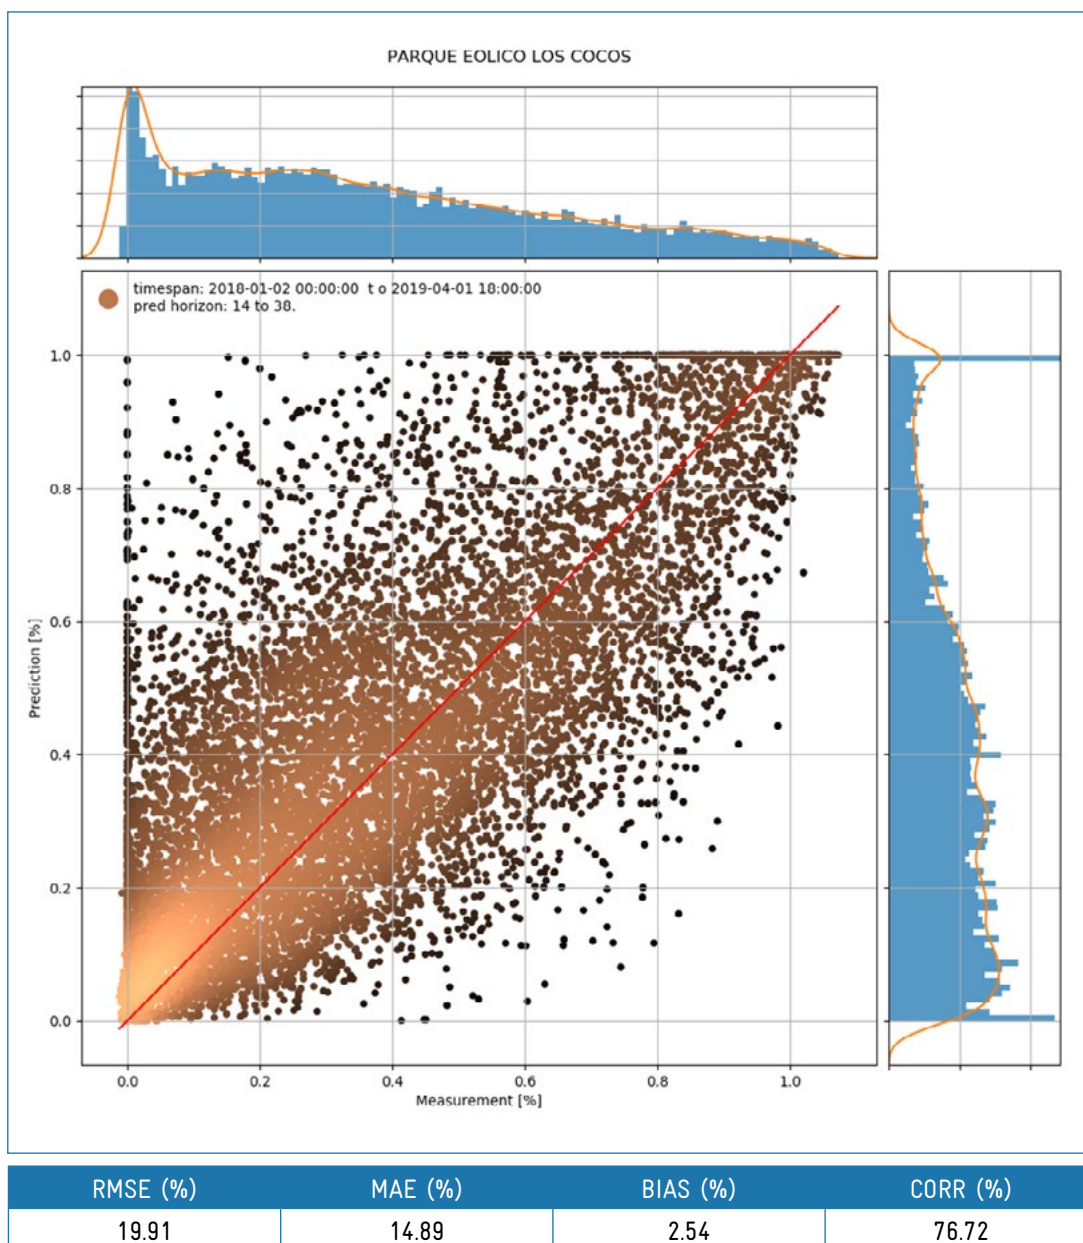 PARQUE EOLICO LOS COCOS
timespan: 2018-01-02 00:00:00 t o 2019-04-01 18:00:00
pred horizon: 14 to 38.
1.0
0.8
0.6
0.4
0.2
0.0
Prediction [%]
0.0 0.2 0.4 0.6 0.8 1.0
Measurement [%]
RMSE (%) MAE (%) BIAS (%) CORR (%)
19.91 14.89 2.54 76.72